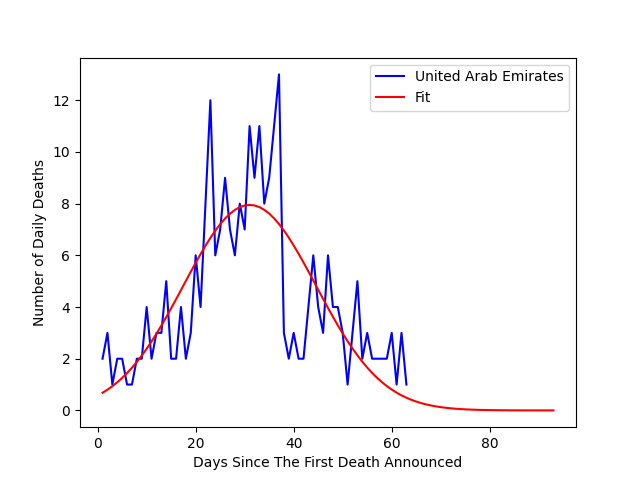 United Arab Emirates
Fit
Number of Daily Deaths
12
10
8
6
4
2
0
0 20 40 60 80
Days Since The First Death Announced